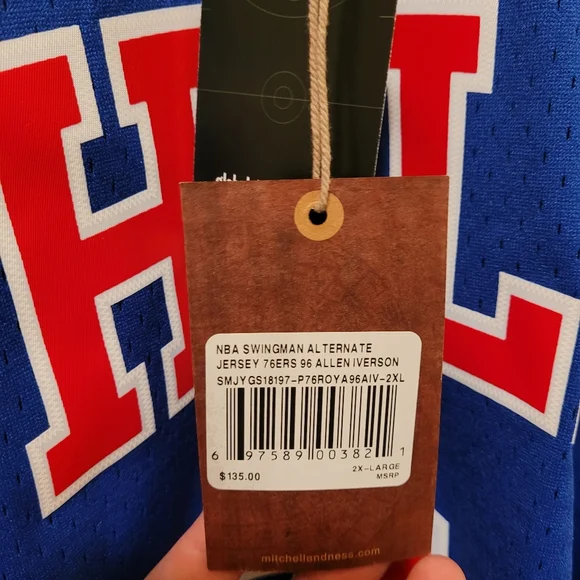 HIL
NBA SWINGMAN ALTERNATE
JERSEY 76ERS 96 ALLEN IVERSON
SMJYGS18197-P76ROYA96AIV-2XL
6 97589 00382 1
$135.00
2X-LARGE
MSRP
mitchellandness.com